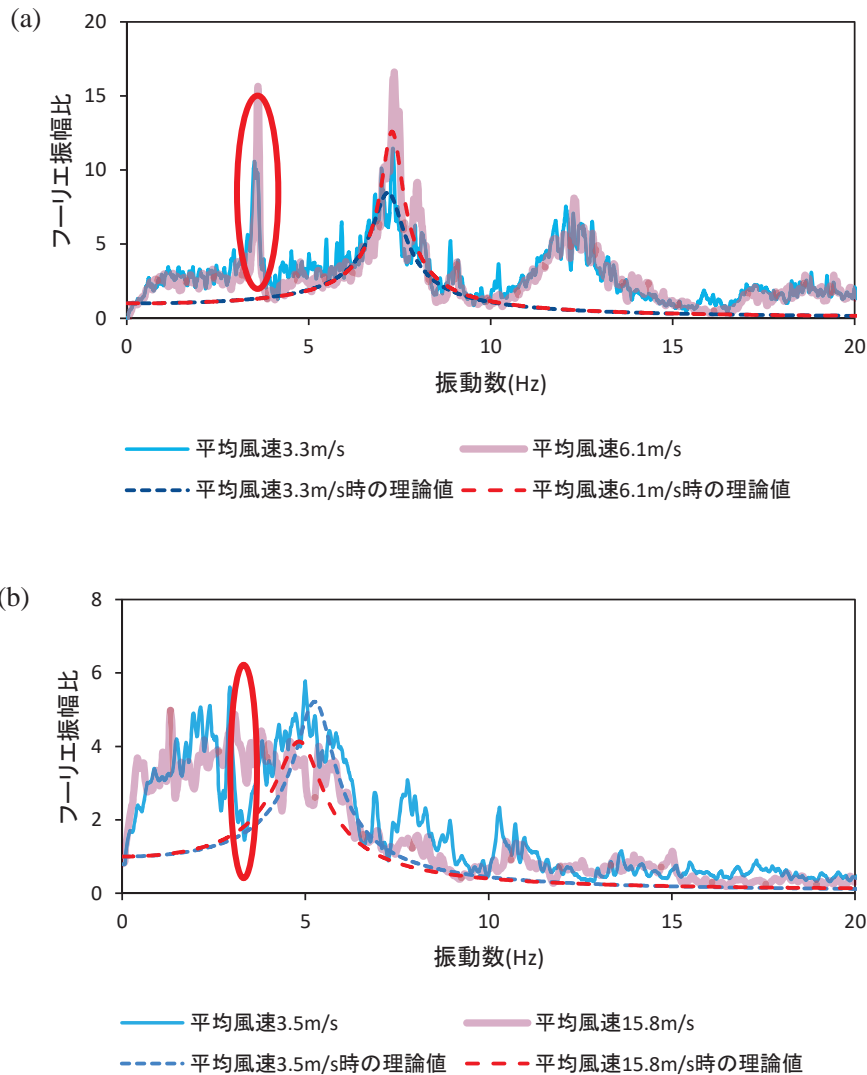 (a)
20
15
10
5
0
フーリエ振幅比
0 5 10 15 20
振動数(Hz)
平均風速3.3m/s 平均風速6.1m/s
平均風速3.3m/s時の理論値 平均風速6.1m/s時の理論値
(b)
8
6
4
2
0
フーリエ振幅比
0 5 10 15 20
振動数(Hz)
平均風速3.5m/s 平均風速15.8m/s
平均風速3.5m/s時の理論値 平均風速15.8m/s時の理論値